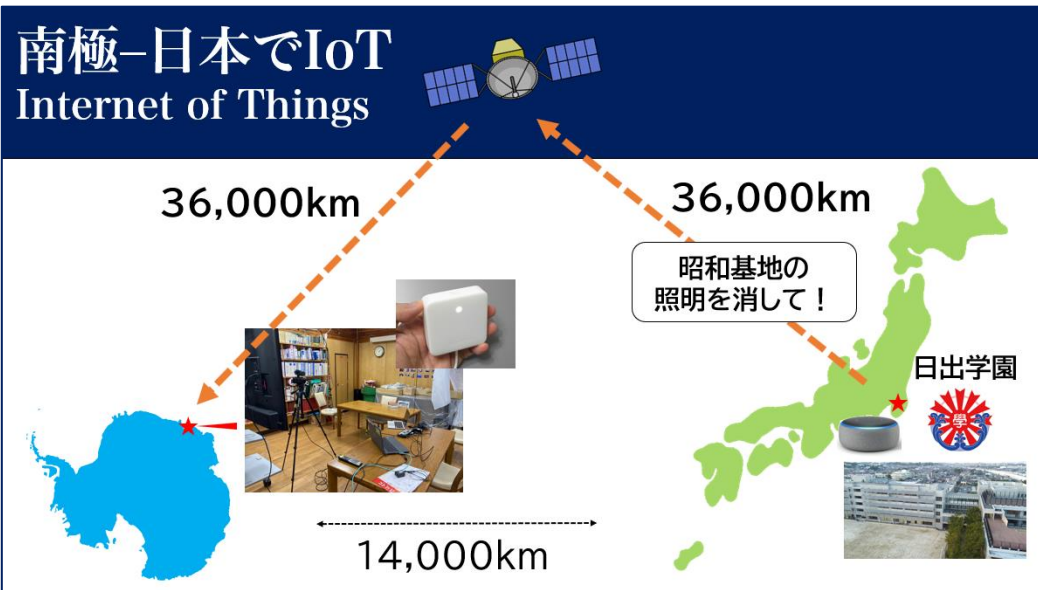 南極–日本でIoT
Internet of Things
36,000km
36,000km
昭和基地の
照明を消して！
日出学園
學
14,000km